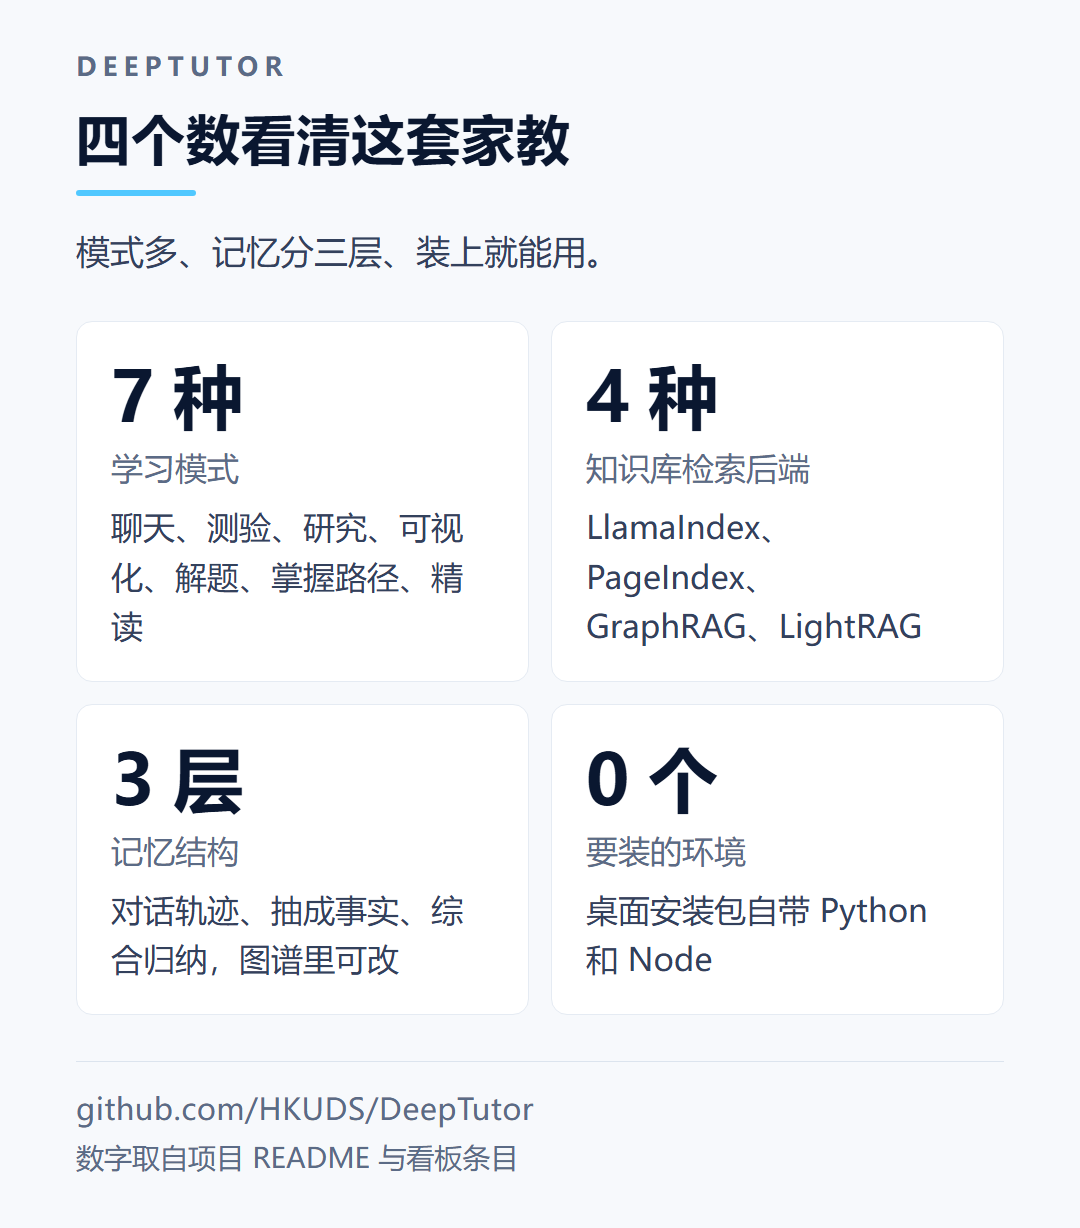 DEEPTUTOR
四个数看清这套家教
模式多、记忆分三层、装上就能用。
7 种
学习模式
聊天、测验、研究、可视
化、解题、掌握路径、精
读
4 种
知识库检索后端
LlamaIndex、
PageIndex、
GraphRAG、LightRAG
3 层
记忆结构
对话轨迹、抽成事实、综
合归纳，图谱里可改
0 个
要装的环境
桌面安装包自带 Python
和 Node
github.com/HKUDS/DeepTutor
数字取自项目 README 与看板条目